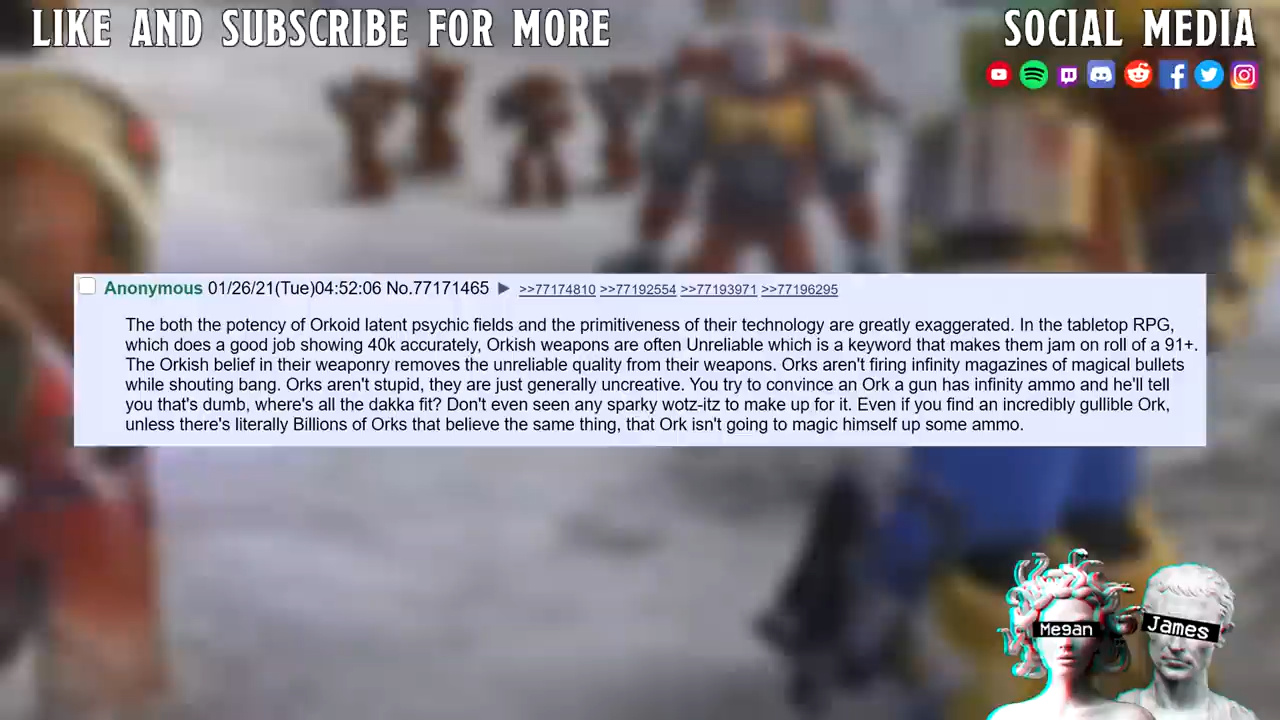 LIKE AND SUBSCRIBE FOR MORE
SOCIAL MEDIA
Anonymous 01/26/21(Tue)04:52:06 No.77171465 ▶ >>77174810 >>77192554 >>77193971 >>77196295
The both the potency of Orkoid latent psychic fields and the primitiveness of their technology are greatly exaggerated. In the tabletop RPG,
which does a good job showing 40k accurately, Orkish weapons are often Unreliable which is a keyword that makes them jam on roll of a 91+.
The Orkish belief in their weaponry removes the unreliable quality from their weapons. Orks aren't firing infinity magazines of magical bullets
while shouting bang. Orks aren't stupid, they are just generally uncreative. You try to convince an Ork a gun has infinity ammo and he'll tell
you that's dumb, where's all the dakka fit? Don't even seen any sparky wotz-itz to make up for it. Even if you find an incredibly gullible Ork,
unless there's literally Billions of Orks that believe the same thing, that Ork isn't going to magic himself up some ammo.
Megan
James